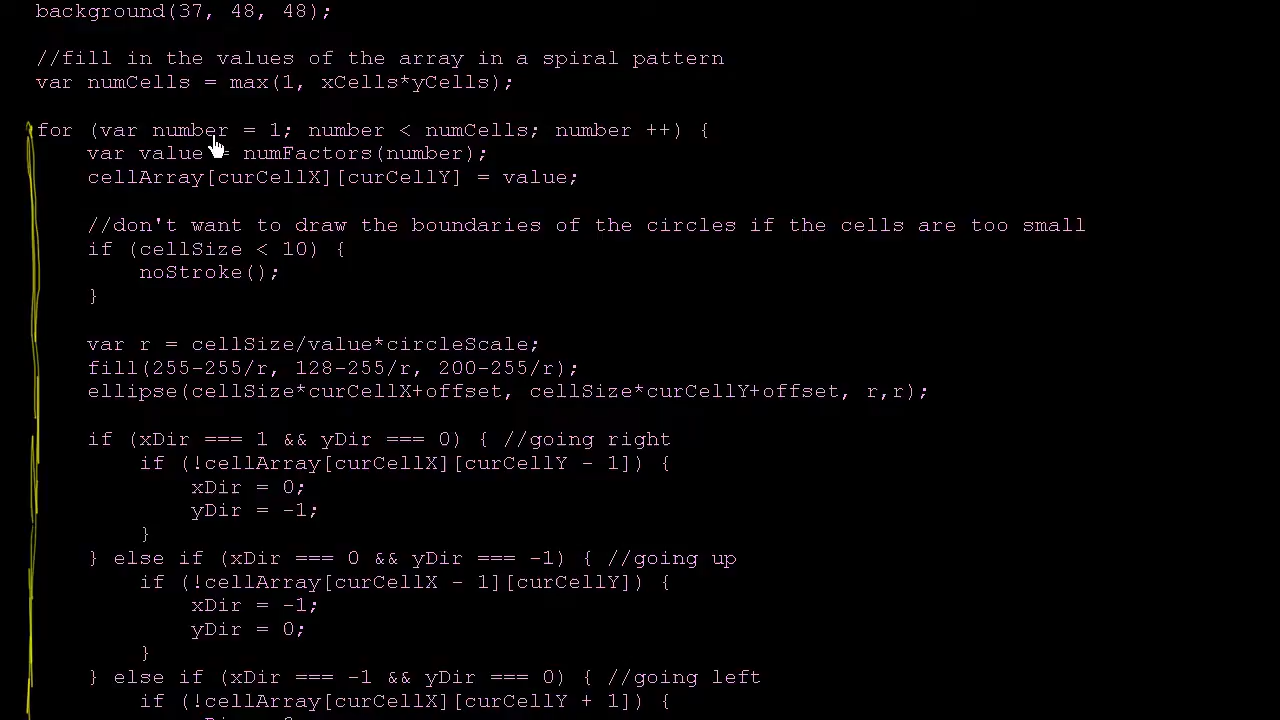 background(37, 48, 48);
//fill in the values of the array in a spiral pattern
var numCells = max(1, xCells*yCells);
for (var number = 1; number < numCells; number ++) {
var value = numFactors(number);
cellArray[curCellX][curCellY] = value;
//don't want to draw the boundaries of the circles if the cells are too small
if (cellSize < 10) {
noStroke();
}
var r = cellSize/value*circleScale;
fill(255-255/r, 128-255/r, 200-255/r);
ellipse(cellSize*curCellX+offset, cellSize*curCellY+offset, r,r);
if (xDir === 1 && yDir === 0) { //going right
if (!cellArray[curCellX][curCellY - 1]) {
xDir = 0;
yDir = -1;
}
} else if (xDir === 0 && yDir === -1) { //going up
if (!cellArray[curCellX - 1][curCellY]) {
xDir = -1;
yDir = 0;
}
} else if (xDir === -1 && yDir === 0) { //going left
if (!cellArray[curCellX][curCellY + 1]) {